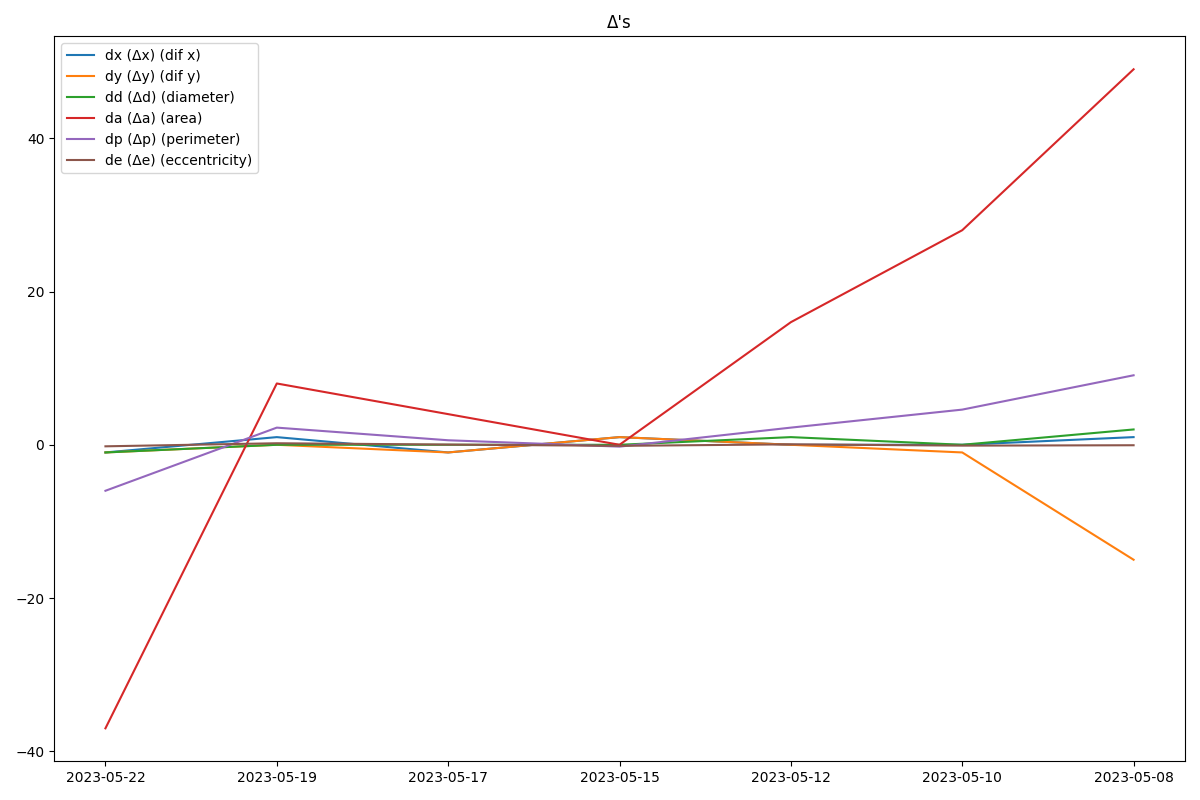 Δ's
dx (Δx) (dif x)
dy (Δy) (dif y)
dd (Δd) (diameter)
da (Δa) (area)
dp (Δp) (perimeter)
de (Δe) (eccentricity)
40
20
0
−20
−40
2023-05-22 2023-05-19 2023-05-17 2023-05-15 2023-05-12 2023-05-10 2023-05-08